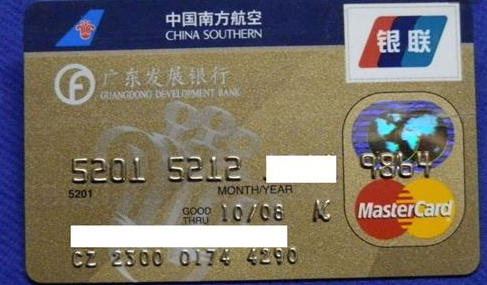 中国南方航空
CHINA SOUTHERN
银联
广东发展银行
GUANGDONG DEVELOPMENT BANK
5201 5212 9864
5201
MONTH/YEAR
GOOD THRU 10/08
MasterCard
CZ 2300 0174 4290